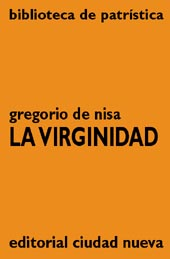 biblioteca de patrística
gregorio de nisa
LA VIRGINIDAD
editorial ciudad nueva